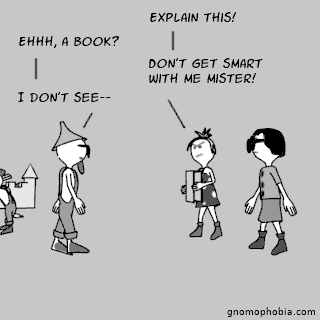 EXPLAIN THIS!
EHHH, A BOOK?
DON'T GET SMART
WITH ME MISTER!
I DON'T SEE--
gnomophobia.com